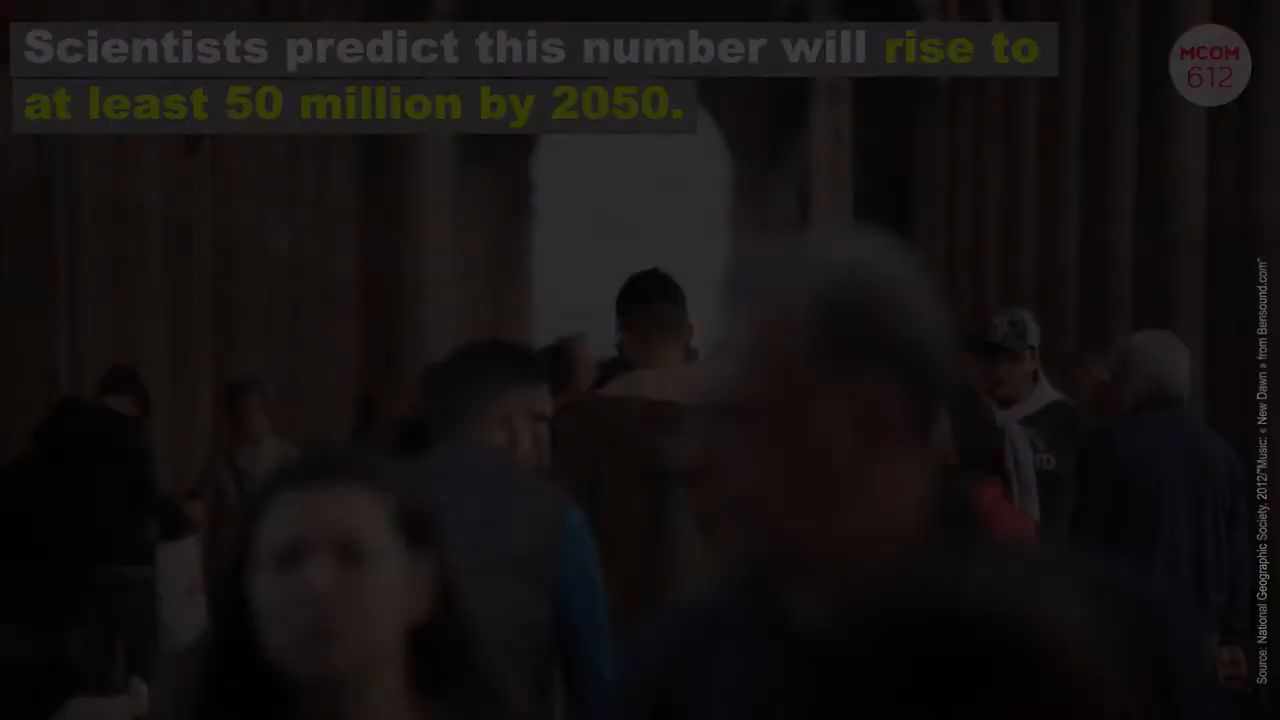 Scientists predict this number will rise to
at least 50 million by 2050.
MCOM
612
Source: National Geographic Society. 2012/"Music: « New Dawn » from Bensound.com"